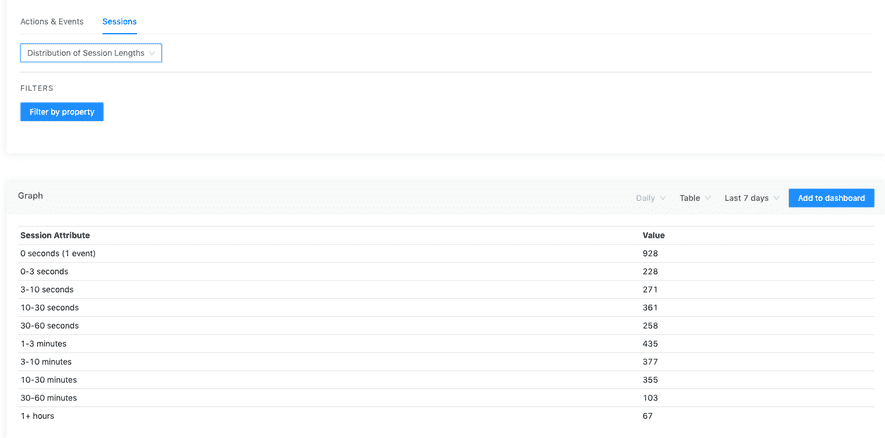 Actions & Events Sessions
Distribution of Session Lengths
FILTERS
Filter by property
Graph Daily Table Last 7 days Add to dashboard
Session Attribute Value
0 seconds (1 event) 928
0-3 seconds 228
3-10 seconds 271
10-30 seconds 361
30-60 seconds 258
1-3 minutes 435
3-10 minutes 377
10-30 minutes 355
30-60 minutes 103
1+ hours 67